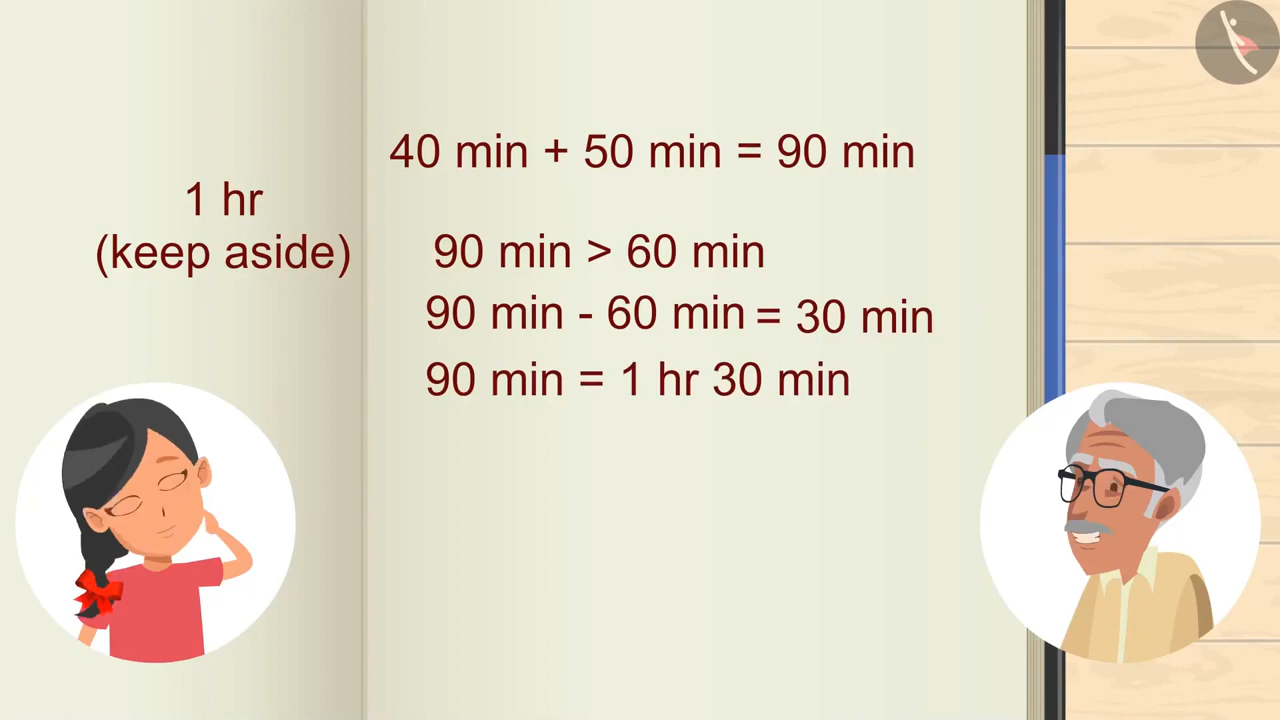 40 min + 50 min = 90 min
1 hr
(keep aside)
90 min > 60 min
90 min - 60 min = 30 min
90 min = 1 hr 30 min